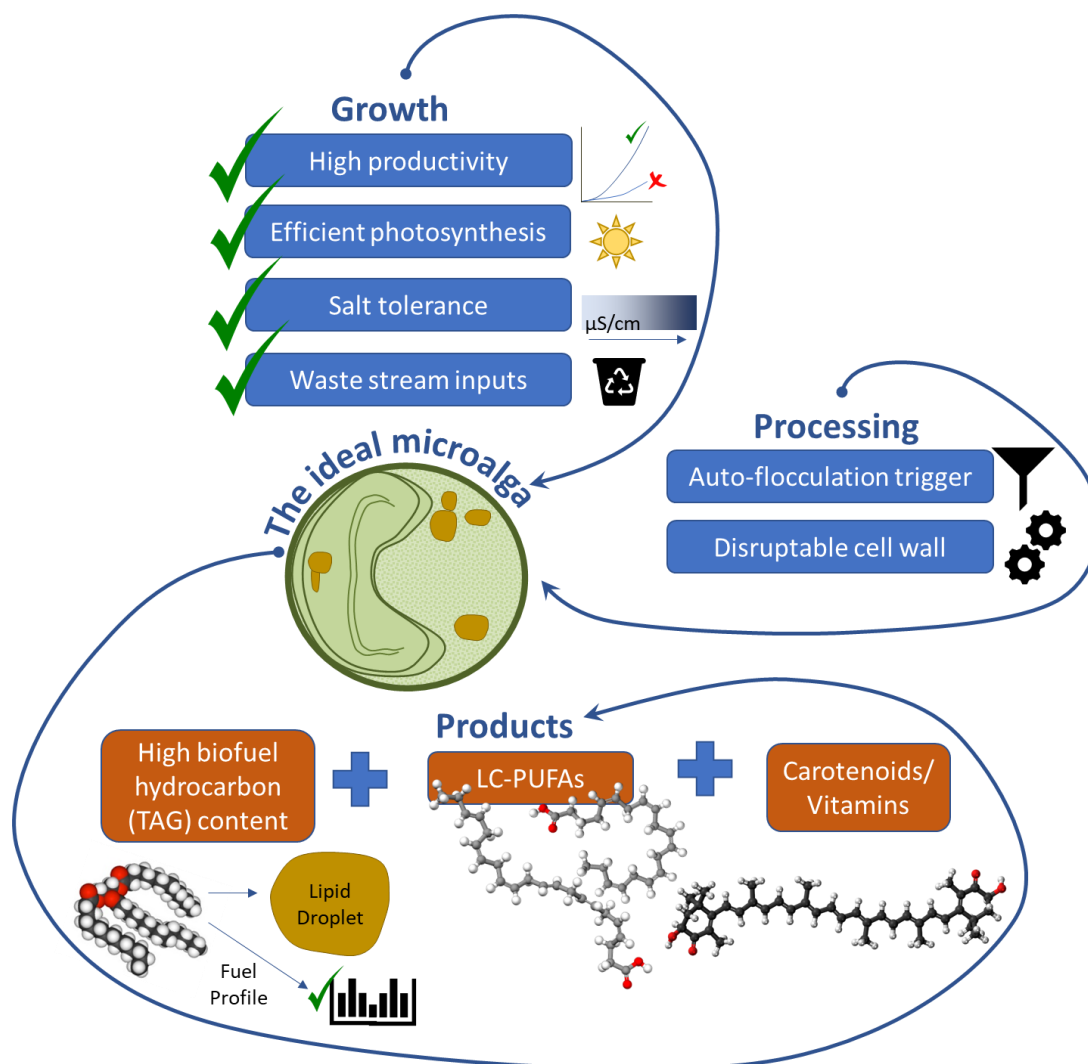 Growth
High productivity
Efficient photosynthesis
Salt tolerance
µS/cm
Waste stream inputs
The ideal microalga
Processing
Auto-flocculation trigger
Disruptable cell wall
Products
High biofuel
hydrocarbon
(TAG) content
LC-PUFAs
Carotenoids/
Vitamins
Lipid
Droplet
Fuel
Profile